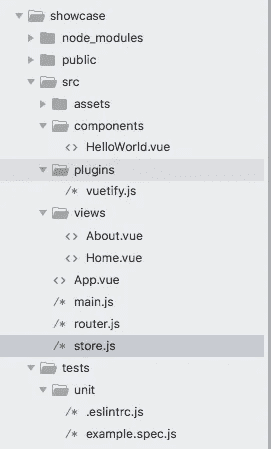 showcase
node_modules
public
src
assets
components
<> HelloWorld.vue
plugins
/* vuetify.js
views
<> About.vue
<> Home.vue
<> App.vue
/* main.js
/* router.js
/* store.js
tests
unit
/* .eslintrc.js
/* example.spec.js